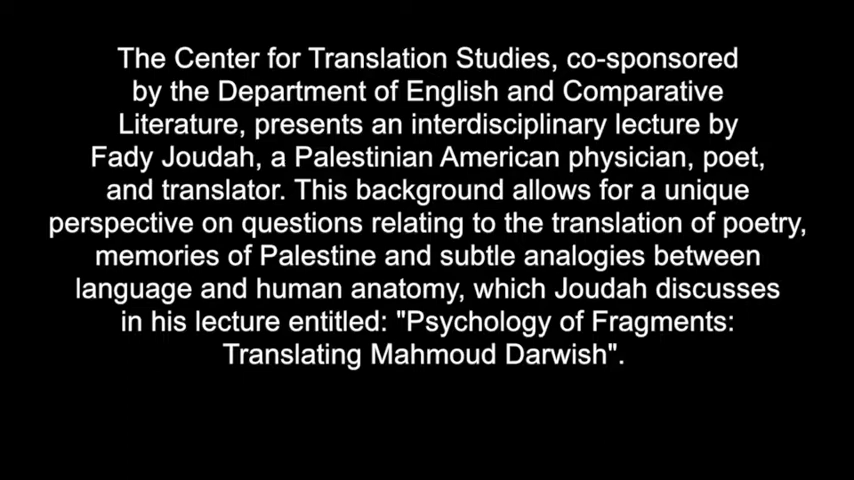 The Center for Translation Studies, co-sponsored
by the Department of English and Comparative
Literature, presents an interdisciplinary lecture by
Fady Joudah, a Palestinian American physician, poet,
and translator. This background allows for a unique
perspective on questions relating to the translation of poetry,
memories of Palestine and subtle analogies between
language and human anatomy, which Joudah discusses
in his lecture entitled: "Psychology of Fragments:
Translating Mahmoud Darwish".